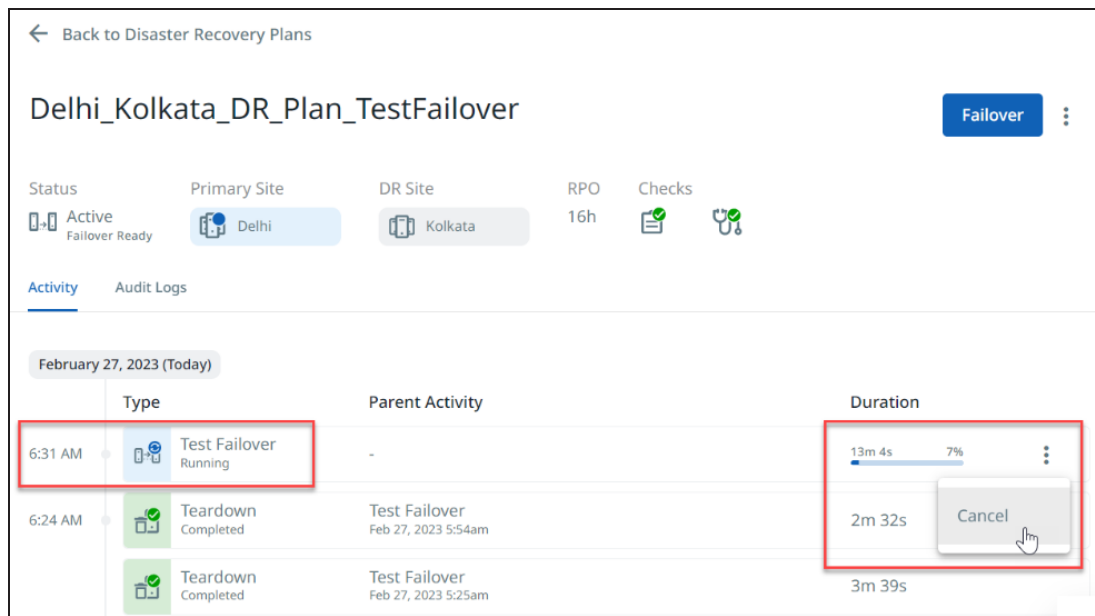 Back to Disaster Recovery Plans
Delhi_Kolkata_DR_Plan_TestFailover
Failover
Status Primary Site DR Site RPO Checks
Active
Failover Ready
Delhi
Kolkata
16h
Activity Audit Logs
February 27, 2023 (Today)
Type Parent Activity Duration
6:31 AM Test Failover - 13m 4s 7%
Running
6:24 AM Teardown Test Failover 2m 32s Cancel
Completed Feb 27, 2023 5:54am
Teardown Test Failover 3m 39s
Completed Feb 27, 2023 5:25am